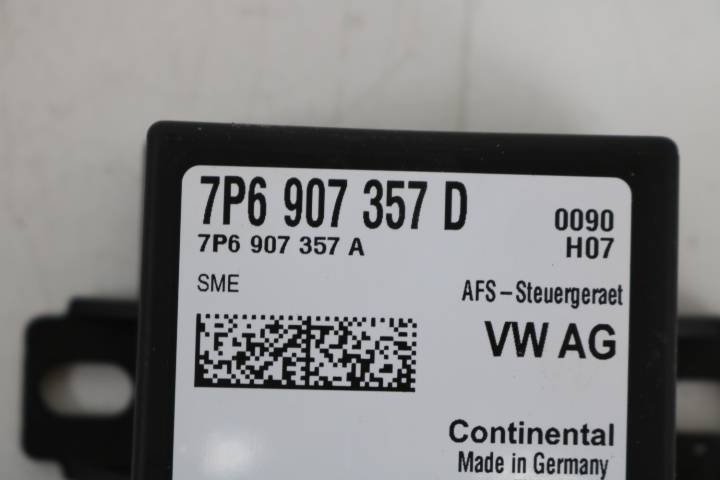 7P6 907 357 D
0090
7P6 907 357 A
H07
SME
AFS-Steuergeraet
VW AG
Continental
Made in Germany